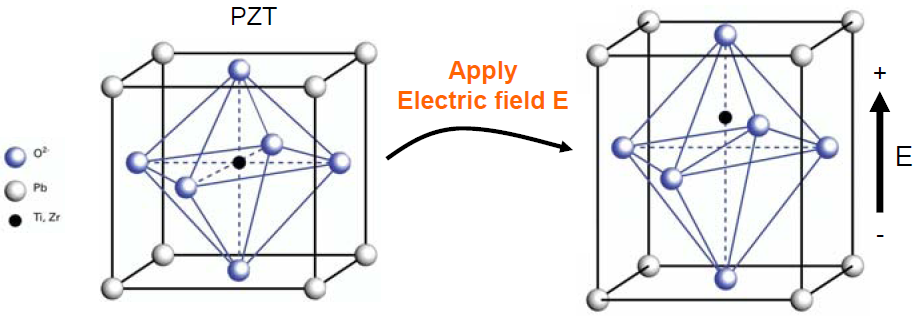 PZT
Apply
Electric field E
O²⁻
Pb
Ti, Zr
+
E
-